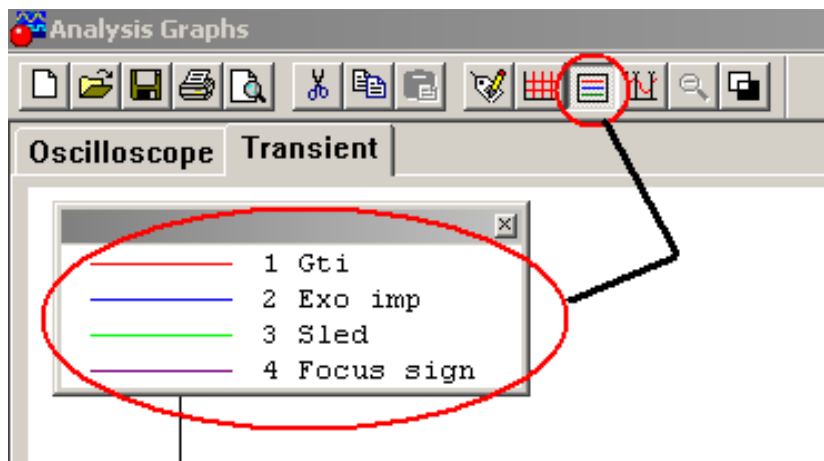 Analysis Graphs
Oscilloscope Transient
1 Gti
2 Exo imp
3 Sled
4 Focus sign